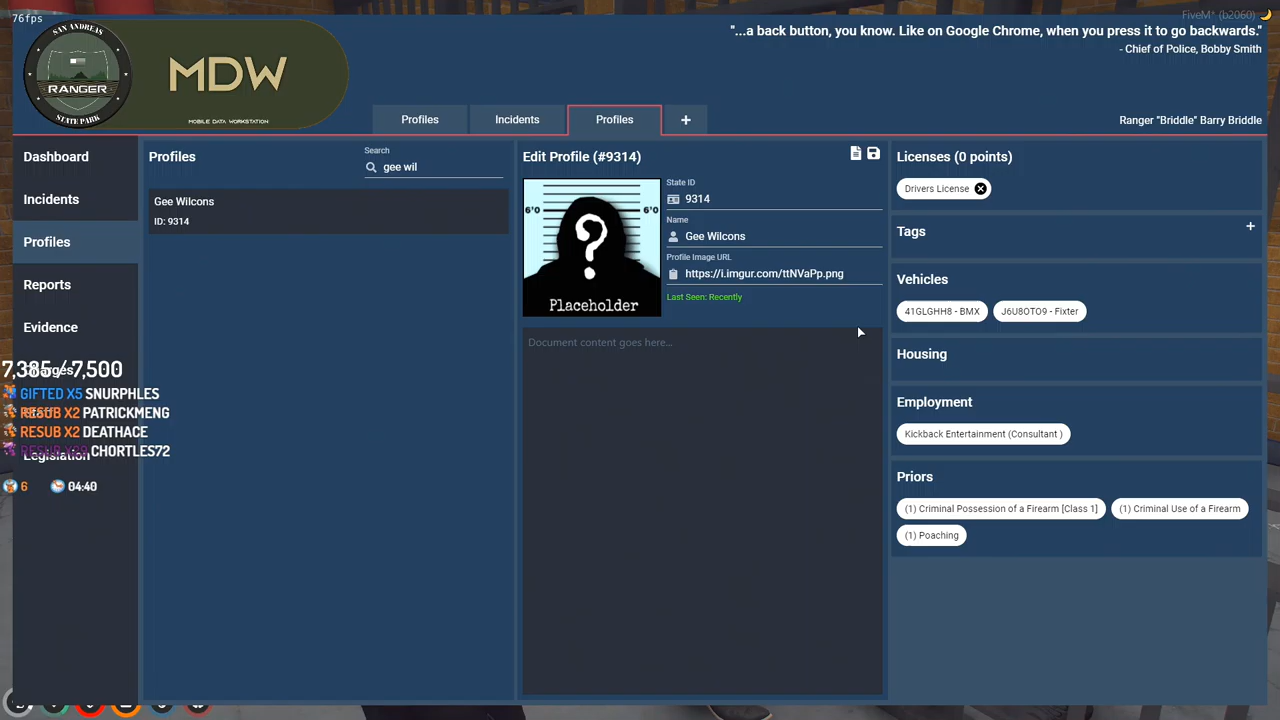 76fps
FiveM* (b2060)
SAN ANDREAS
RANGER
STATE PARK
MDW
MOBILE DATA WORKSTATION
"...a back button, you know. Like on Google Chrome, when you press it to go backwards."
- Chief of Police, Bobby Smith
Profiles
Incidents
Profiles
+
Ranger "Briddle" Barry Briddle
Dashboard
Incidents
Profiles
Reports
Evidence
Charges
Legislation
7,385 / 7,500
GIFTED X5 SNURPHLES
RESUB X2 PATRICKMENG
RESUB X2 DEATHACE
CHORTLES72
6 04:40
Profiles
Search
gee wil
Gee Wilcons
ID: 9314
Edit Profile (#9314)
6'0 6'0
Placeholder
State ID
9314
Name
Gee Wilcons
Profile Image URL
https://i.imgur.com/ttNVaPp.png
Last Seen: Recently
Document content goes here...
Licenses (0 points)
Drivers License
Tags
+
Vehicles
41GLGHH8 - BMX J6U8OTO9 - Fixter
Housing
Employment
Kickback Entertainment (Consultant )
Priors
(1) Criminal Possession of a Firearm [Class 1] (1) Criminal Use of a Firearm
(1) Poaching